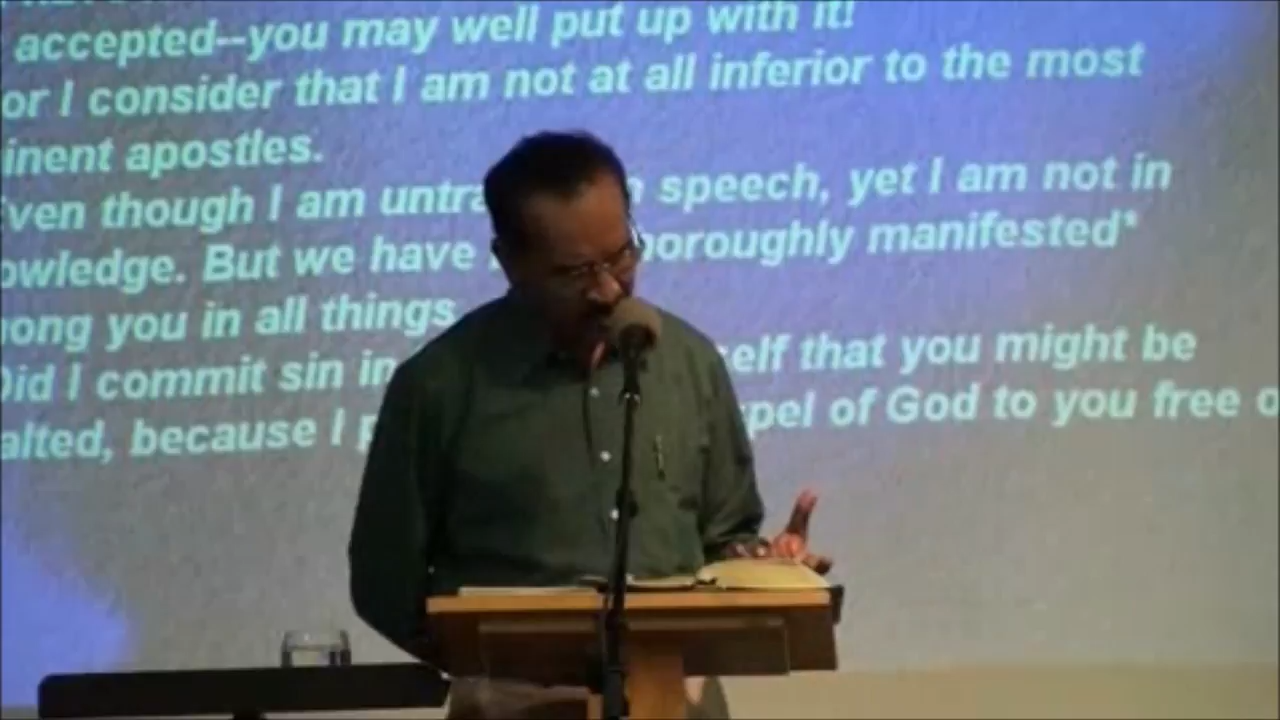 accepted--you may well put up with it!
or I consider that I am not at all inferior to the most
inent apostles.
ven though I am untra speech, yet I am not in
owledge. But we have horoughly manifested*
ong you in all things
Did I commit sin in self that you might be
alted, because I p spel of God to you free o